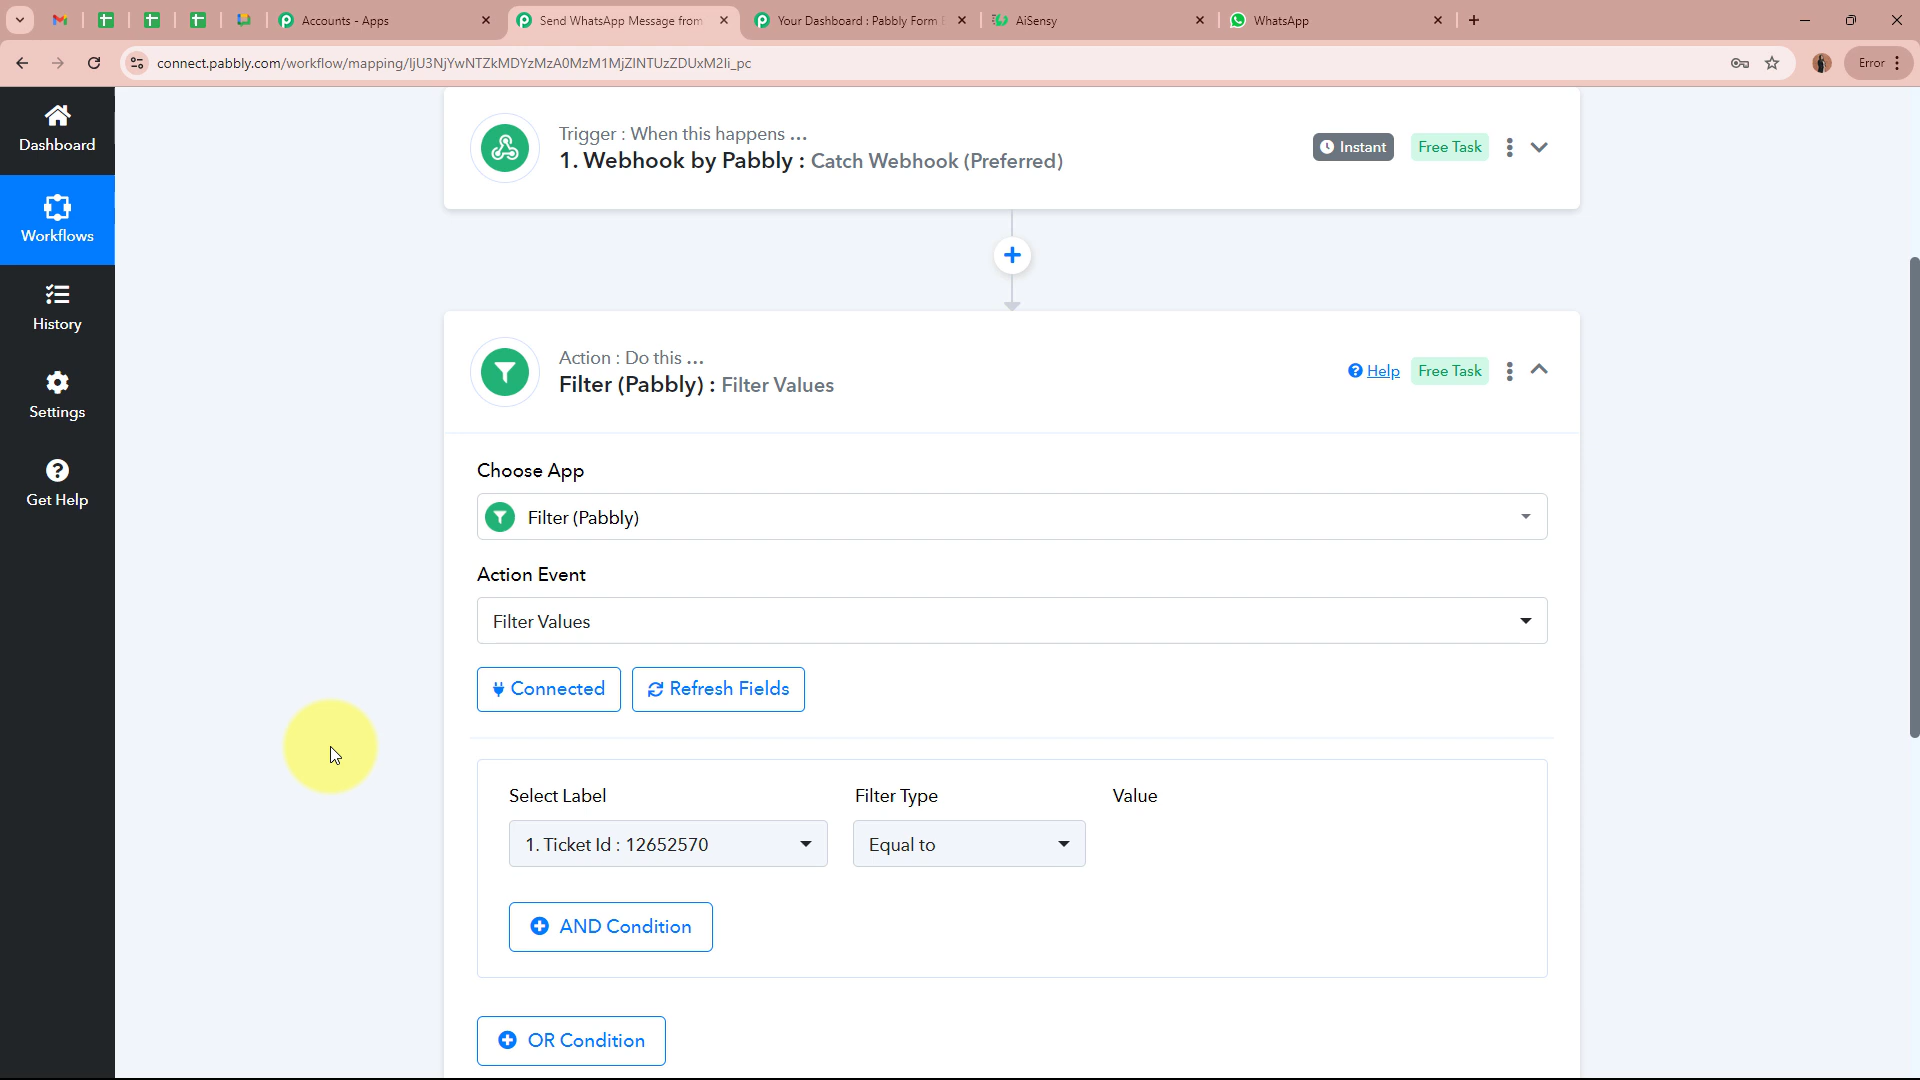 Accounts - Apps
Send WhatsApp Message from
Your Dashboard : Pabbly Form
AiSensy
WhatsApp
connect.pabbly.com/workflow/mapping/IjU3NjYwNTZkMDYzMzA0MzM1MjZlNTUzZDUxM2Ii_pc
Error
Dashboard
Workflows
History
Settings
Get Help
Trigger : When this happens ...
1. Webhook by Pabbly : Catch Webhook (Preferred)
Instant
Free Task
Action : Do this ...
Filter (Pabbly) : Filter Values
Help
Free Task
Choose App
Filter (Pabbly)
Action Event
Filter Values
Connected
Refresh Fields
Select Label
Filter Type
Value
1. Ticket Id : 12652570
Equal to
AND Condition
OR Condition